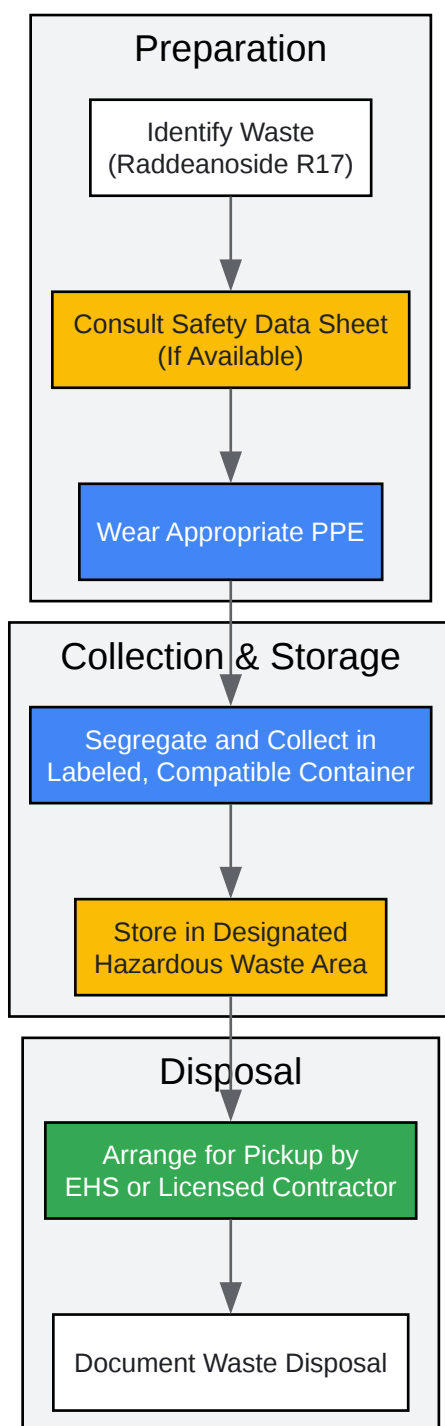 Preparation
Identify Waste
(Raddeanoside R17)
Consult Safety Data Sheet
(If Available)
Wear Appropriate PPE
Collection & Storage
Segregate and Collect in
Labeled, Compatible Container
Store in Designated
Hazardous Waste Area
Disposal
Arrange for Pickup by
EHS or Licensed Contractor
Document Waste Disposal